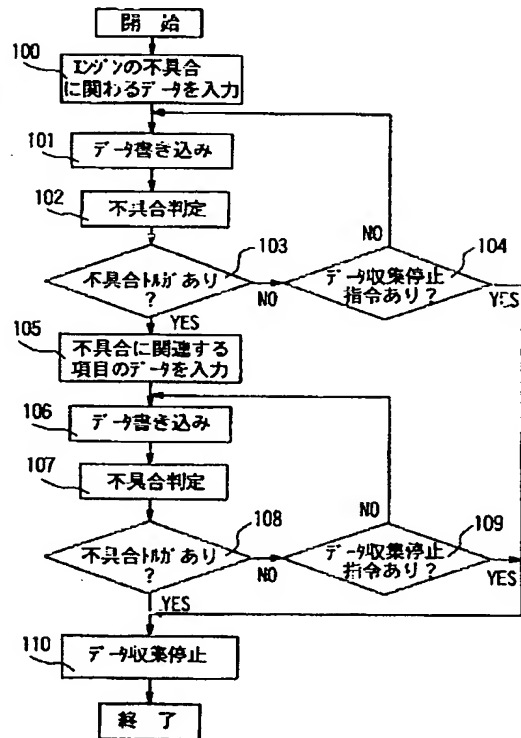 開 始
100
エンジンの不具合
に関わるデータを入力
101
データ書き込み
102
不具合判定
103
不具合トリガあり
?
NO
YES
104
データ収集停止
指令あり?
NO
YES
105
不具合に関連する
項目のデータを入力
106
データ書き込み
107
不具合判定
108
不具合トリガあり
?
NO
YES
109
データ収集停止
指令あり?
NO
YES
110
データ収集停止
終 了